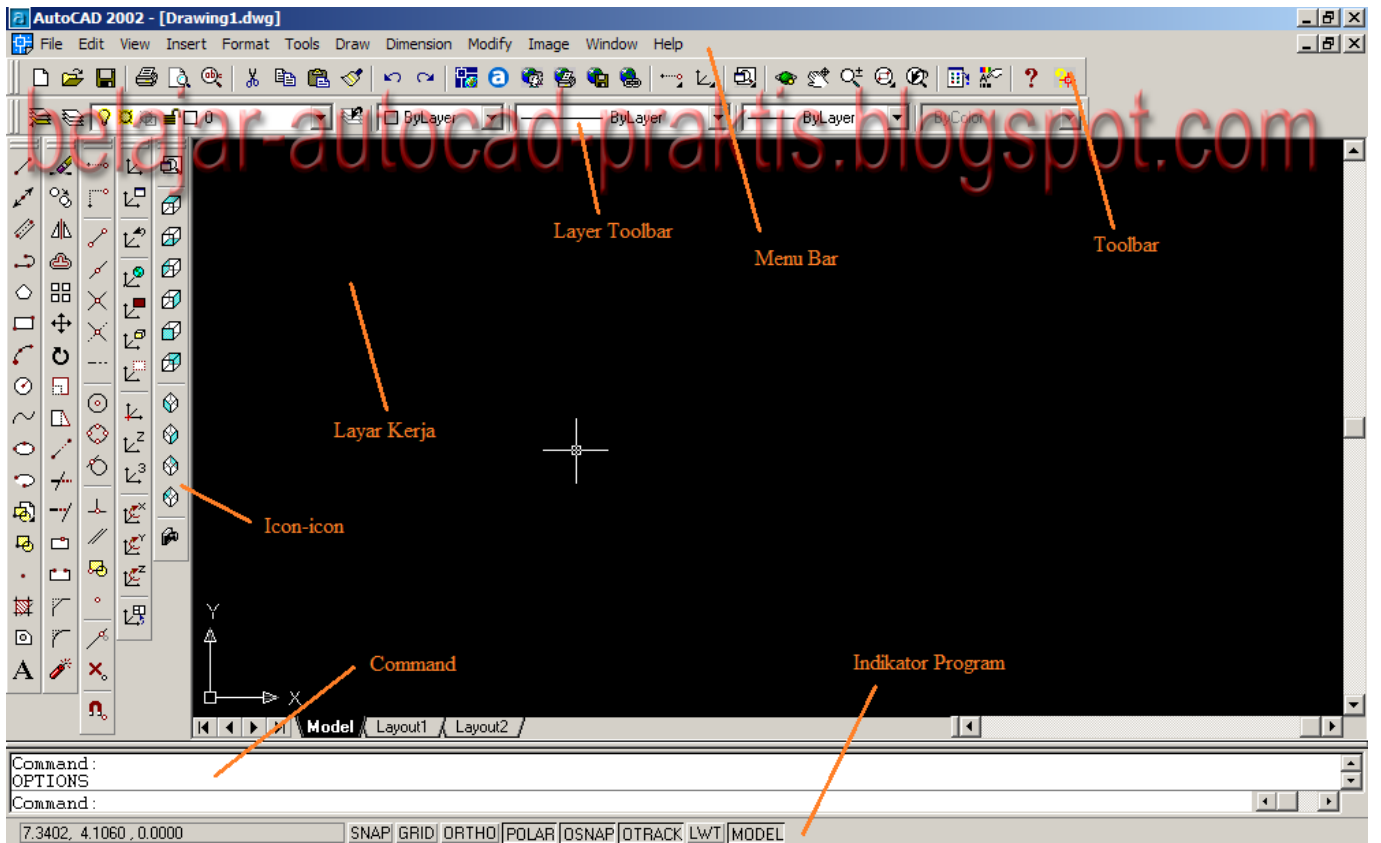 AutoCAD 2002 - [Drawing1.dwg]
File Edit View Insert Format Tools Draw Dimension Modify Image Window Help
0 ByLayer ByLayer ByLayer ByColor
belajar-autocad-praktis.blogspot.com
Layer Toolbar
Menu Bar
Toolbar
Layar Kerja
Icon-icon
Command
Indikator Program
Y
X
Model Layout1 Layout2
Command:
OPTIONS
Command:
7.3402, 4.1060 , 0.0000 SNAP GRID ORTHO POLAR OSNAP OTRACK LWT MODEL